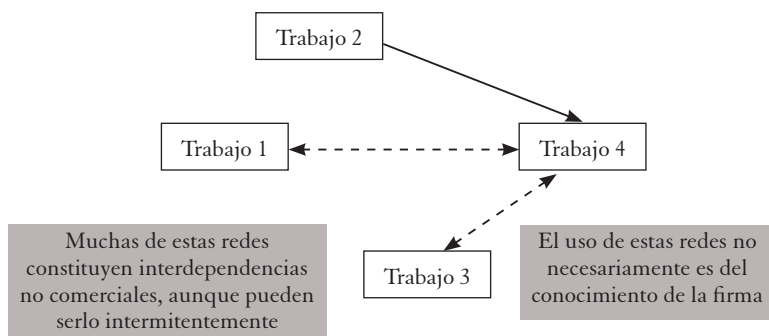 Trabajo 2
Trabajo 1
Trabajo 4
Muchas de estas redes
constituyen interdependencias
no comerciales, aunque pueden
serlo intermitentemente
Trabajo 3
El uso de estas redes no
necesariamente es del
conocimiento de la firma